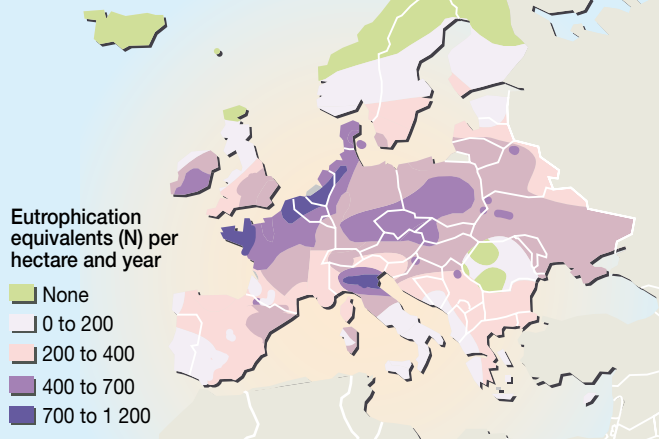 Eutrophication
equivalents (N) per
hectare and year
None
0 to 200
200 to 400
400 to 700
700 to 1 200